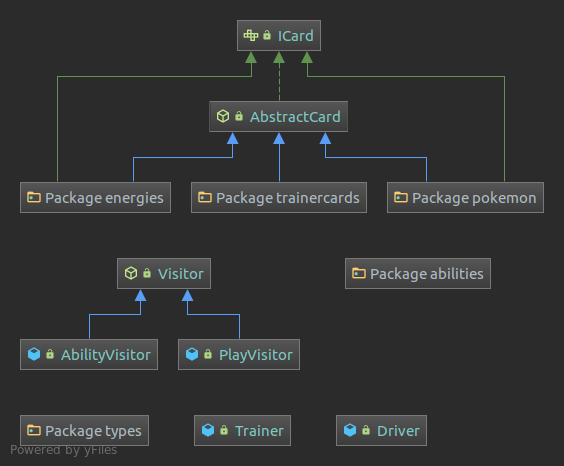 ICard
AbstractCard
Package energies
Package trainercards
Package pokemon
Visitor
Package abilities
AbilityVisitor
PlayVisitor
Package types
Trainer
Driver
Powered by yFiles